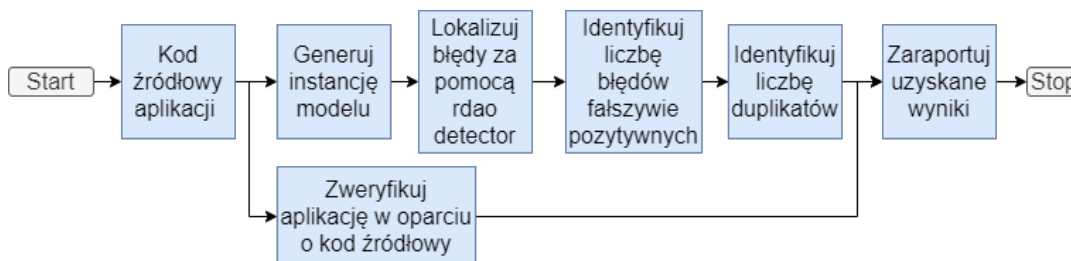 Start
Kod
źródłowy
aplikacji
Generuj
instancję
modelu
Lokalizuj
błędy za
pomocą
rdao
detector
Identyfikuj
liczbę
błędów
fałszywie
pozytywnych
Identyfikuj
liczbę
duplikatów
Zaraportuj
uzyskane
wyniki
Stop
Zweryfikuj
aplikację w oparciu
o kod źródłowy